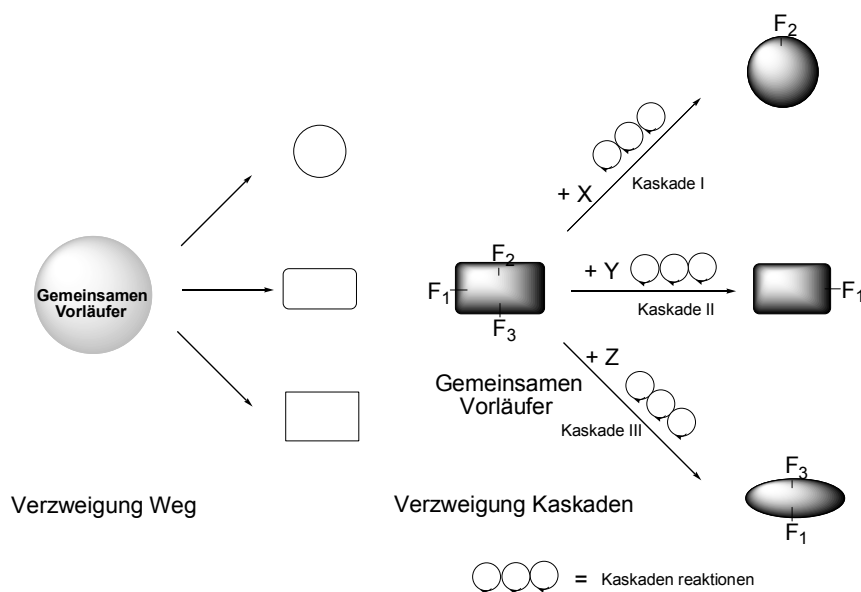 Gemeinsamen
Vorläufer
Verzweigung Weg
F2
+ X
Kaskade I
F2
F1
F3
+ Y
Kaskade II
F1
Gemeinsamen
Vorläufer
+ Z
Kaskade III
F3
F1
Verzweigung Kaskaden
= Kaskaden reaktionen